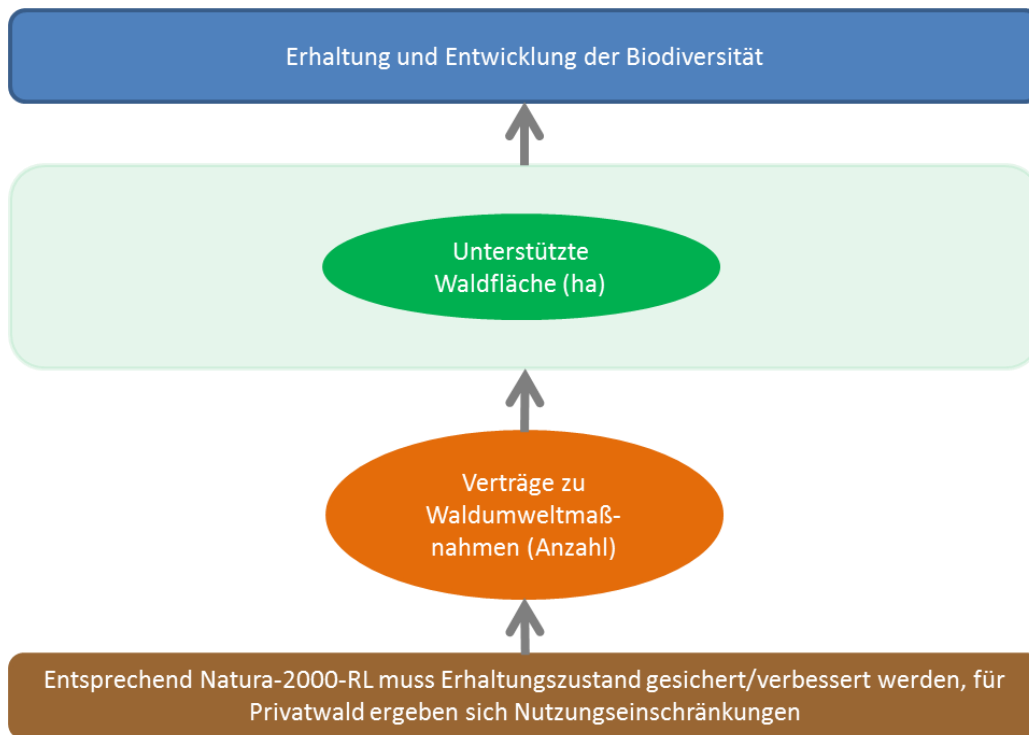 Erhaltung und Entwicklung der Biodiversität
Unterstützte
Waldfläche (ha)
Verträge zu
Waldumweltmaß-
nahmen (Anzahl)
Entsprechend Natura-2000-RL muss Erhaltungszustand gesichert/verbessert werden, für
Privatwald ergeben sich Nutzungseinschränkungen